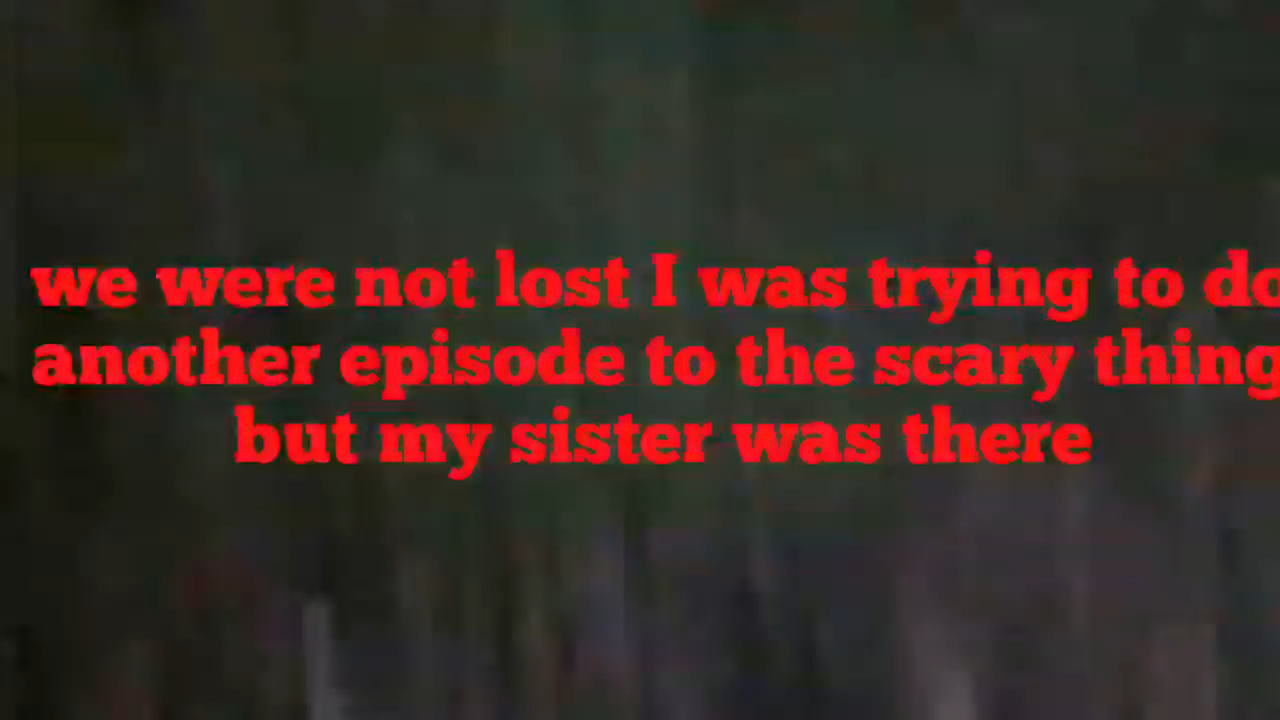 we were not lost I was trying to do
another episode to the scary thing
but my sister was there